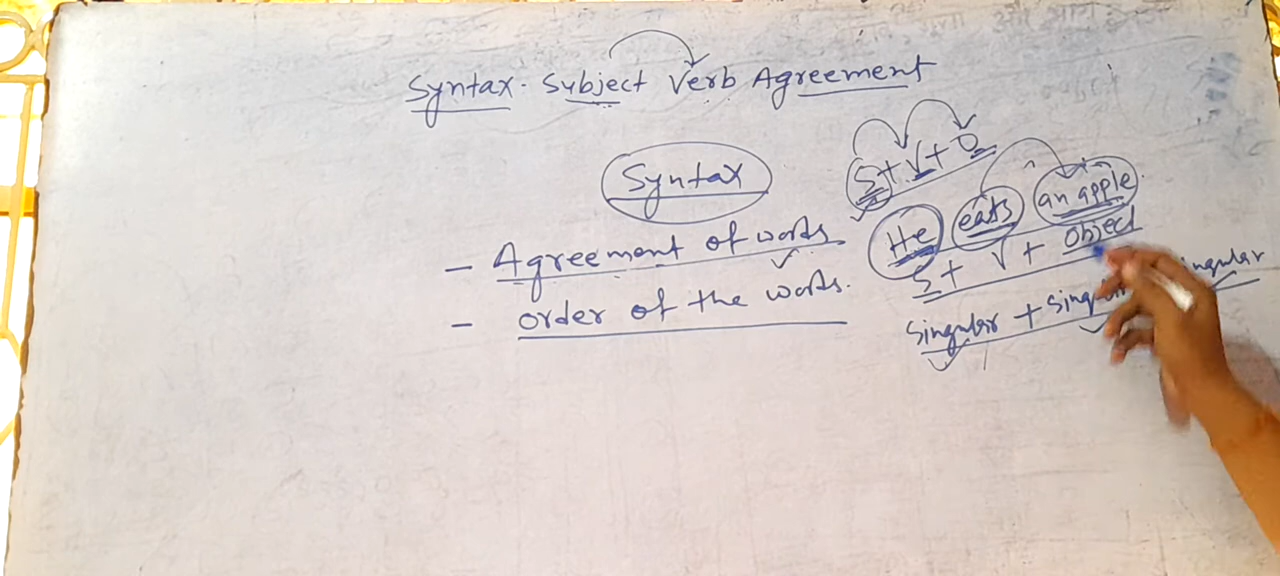 Syntax. Subject Verb Agreement
Syntax
- Agreement of words
- order of the words.
S + V + O
He eats an apple.
S + V + Object
Singular + Singular